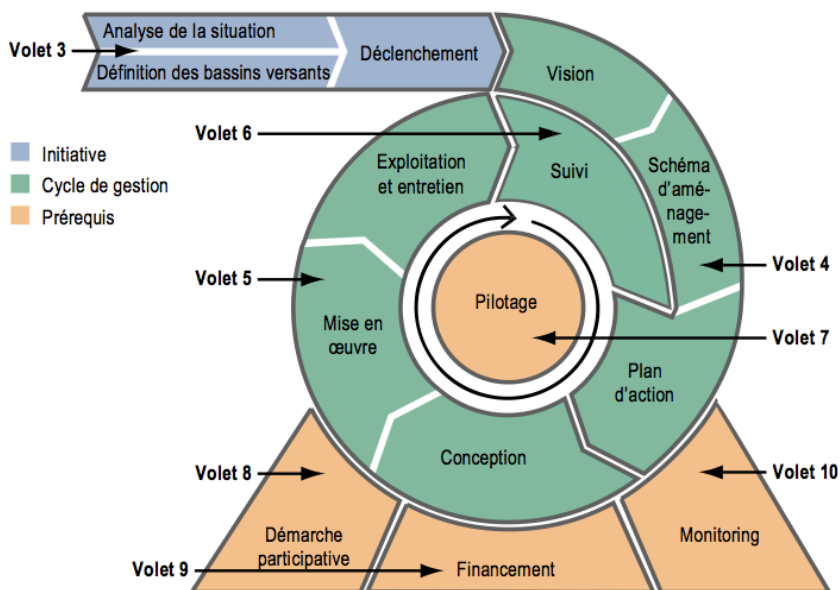 Analyse de la situation
Volet 3
Déclenchement
Définition des bassins versants
Vision
Volet 6
Initiative
Cycle de gestion
Prérequis
Exploitation
et entretien
Suivi
Schéma
d'amé-
nage-
ment
Volet 4
Volet 5
Pilotage
Mise en
œuvre
Volet 7
Plan
d'action
Conception
Volet 8
Volet 10
Démarche
participative
Monitoring
Volet 9
Financement